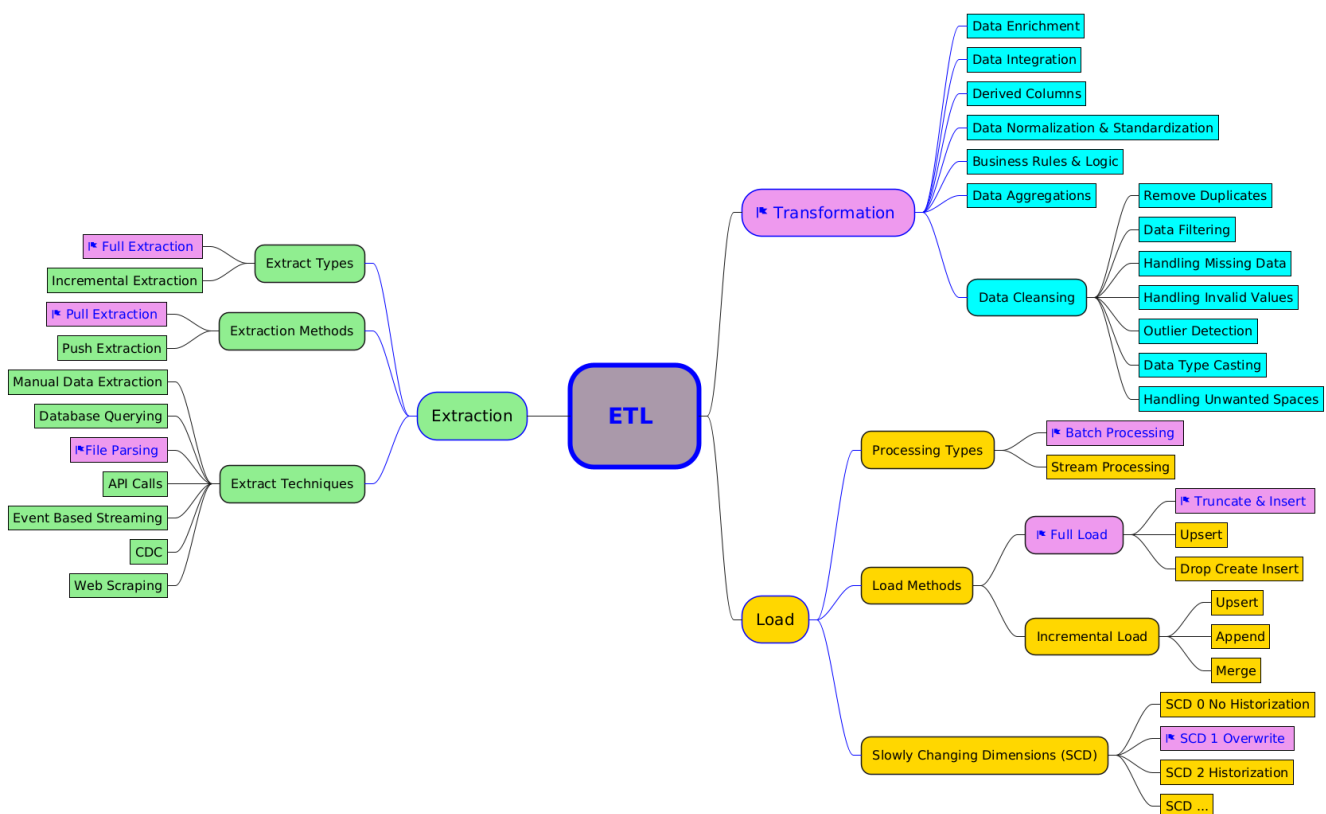 ETL
Extraction
Extract Types
Full Extraction
Incremental Extraction
Extraction Methods
Pull Extraction
Push Extraction
Extract Techniques
Manual Data Extraction
Database Querying
File Parsing
API Calls
Event Based Streaming
CDC
Web Scraping
Transformation
Data Enrichment
Data Integration
Derived Columns
Data Normalization & Standardization
Business Rules & Logic
Data Aggregations
Data Cleansing
Remove Duplicates
Data Filtering
Handling Missing Data
Handling Invalid Values
Outlier Detection
Data Type Casting
Handling Unwanted Spaces
Load
Processing Types
Batch Processing
Stream Processing
Load Methods
Full Load
Truncate & Insert
Upsert
Drop Create Insert
Incremental Load
Upsert
Append
Merge
Slowly Changing Dimensions (SCD)
SCD 0 No Historization
SCD 1 Overwrite
SCD 2 Historization
SCD ...